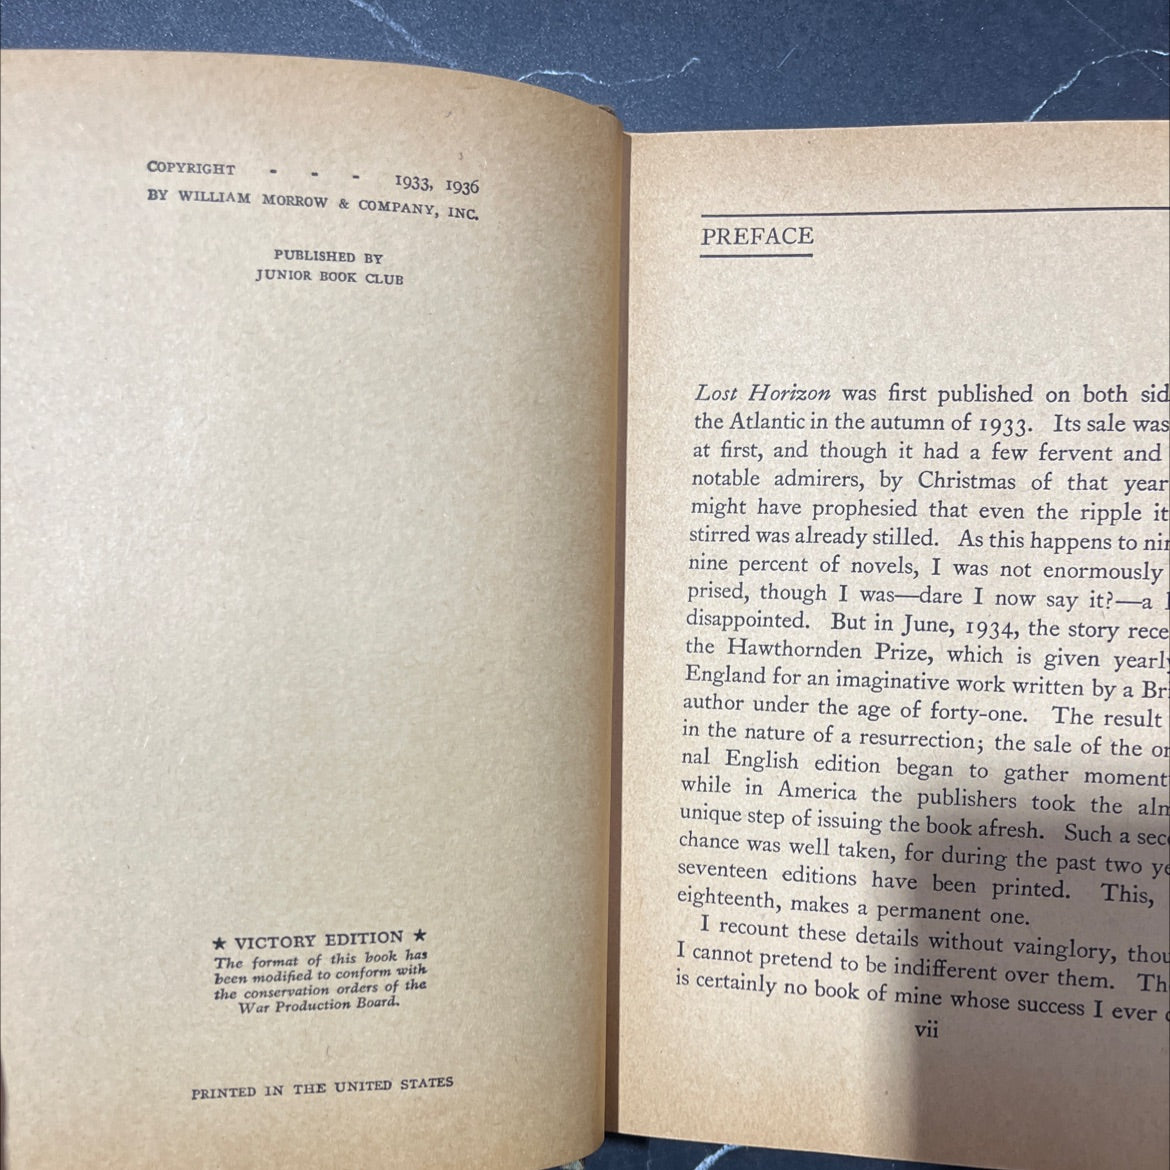 COPYRIGHT - - - 1933, 1936
BY WILLIAM MORROW & COMPANY, INC.
PUBLISHED BY
JUNIOR BOOK CLUB
★ VICTORY EDITION ★
The format of this book has
been modified to conform with
the conservation orders of the
War Production Board.
PRINTED IN THE UNITED STATES
PREFACE
Lost Horizon was first published on both sid
the Atlantic in the autumn of 1933. Its sale was
at first, and though it had a few fervent and
notable admirers, by Christmas of that year
might have prophesied that even the ripple it
stirred was already stilled. As this happens to nin
nine percent of novels, I was not enormously
prised, though I was—dare I now say it?—a l
disappointed. But in June, 1934, the story rece
the Hawthornden Prize, which is given yearly
England for an imaginative work written by a Bri
author under the age of forty-one. The result
in the nature of a resurrection; the sale of the or
nal English edition began to gather moment
while in America the publishers took the alm
unique step of issuing the book afresh. Such a sec
chance was well taken, for during the past two ye
seventeen editions have been printed. This,
eighteenth, makes a permanent one.
I recount these details without vainglory, thou
I cannot pretend to be indifferent over them. Th
is certainly no book of mine whose success I ever
vii